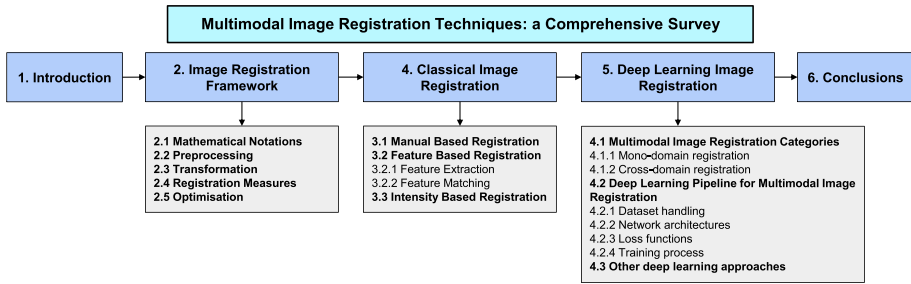 Multimodal Image Registration Techniques: a Comprehensive Survey
1. Introduction
2. Image Registration
Framework
4. Classical Image
Registration
5. Deep Learning Image
Registration
6. Conclusions
2.1 Mathematical Notations
2.2 Preprocessing
2.3 Transformation
2.4 Registration Measures
2.5 Optimisation
3.1 Manual Based Registration
3.2 Feature Based Registration
3.2.1 Feature Extraction
3.2.2 Feature Matching
3.3 Intensity Based Registration
4.1 Multimodal Image Registration Categories
4.1.1 Mono-domain registration
4.1.2 Cross-domain registration
4.2 Deep Learning Pipeline for Multimodal Image
Registration
4.2.1 Dataset handling
4.2.2 Network architectures
4.2.3 Loss functions
4.2.4 Training process
4.3 Other deep learning approaches